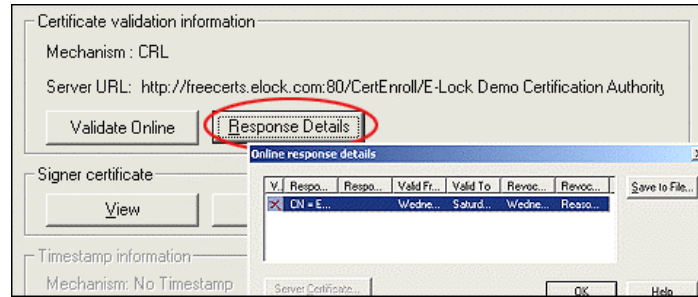 Certificate validation information
Mechanism : CRL
Server URL: http://freecerts.elock.com:80/CertEnroll/E-Lock Demo Certification Authority
Validate Online
Response Details
Online response details
Signer certificate
V.. Respo... Respo... Valid Fr... Valid To Revoc... Revoc...
Save to File...
CN = E... Wedne... Saturd... Wedne... Reaso...
View
Timestamp information
Mechanism: No Timestamp
Server Certificate...
OK
Help